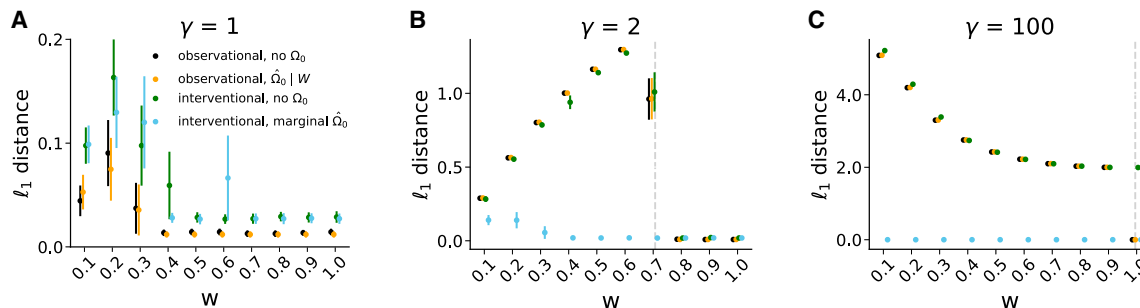 A
γ = 1
ℓ1 distance
0.2
0.1
0.0
observational, no Ω0
observational, Ω̂0 | W
interventional, no Ω0
interventional, marginal Ω̂0
0.1 0.2 0.3 0.4 0.5 0.6 0.7 0.8 0.9 1.0
w
B
γ = 2
ℓ1 distance
1.0
0.5
0.0
0.1 0.2 0.3 0.4 0.5 0.6 0.7 0.8 0.9 1.0
w
C
γ = 100
ℓ1 distance
4.0
2.0
0.0
0.1 0.2 0.3 0.4 0.5 0.6 0.7 0.8 0.9 1.0
w